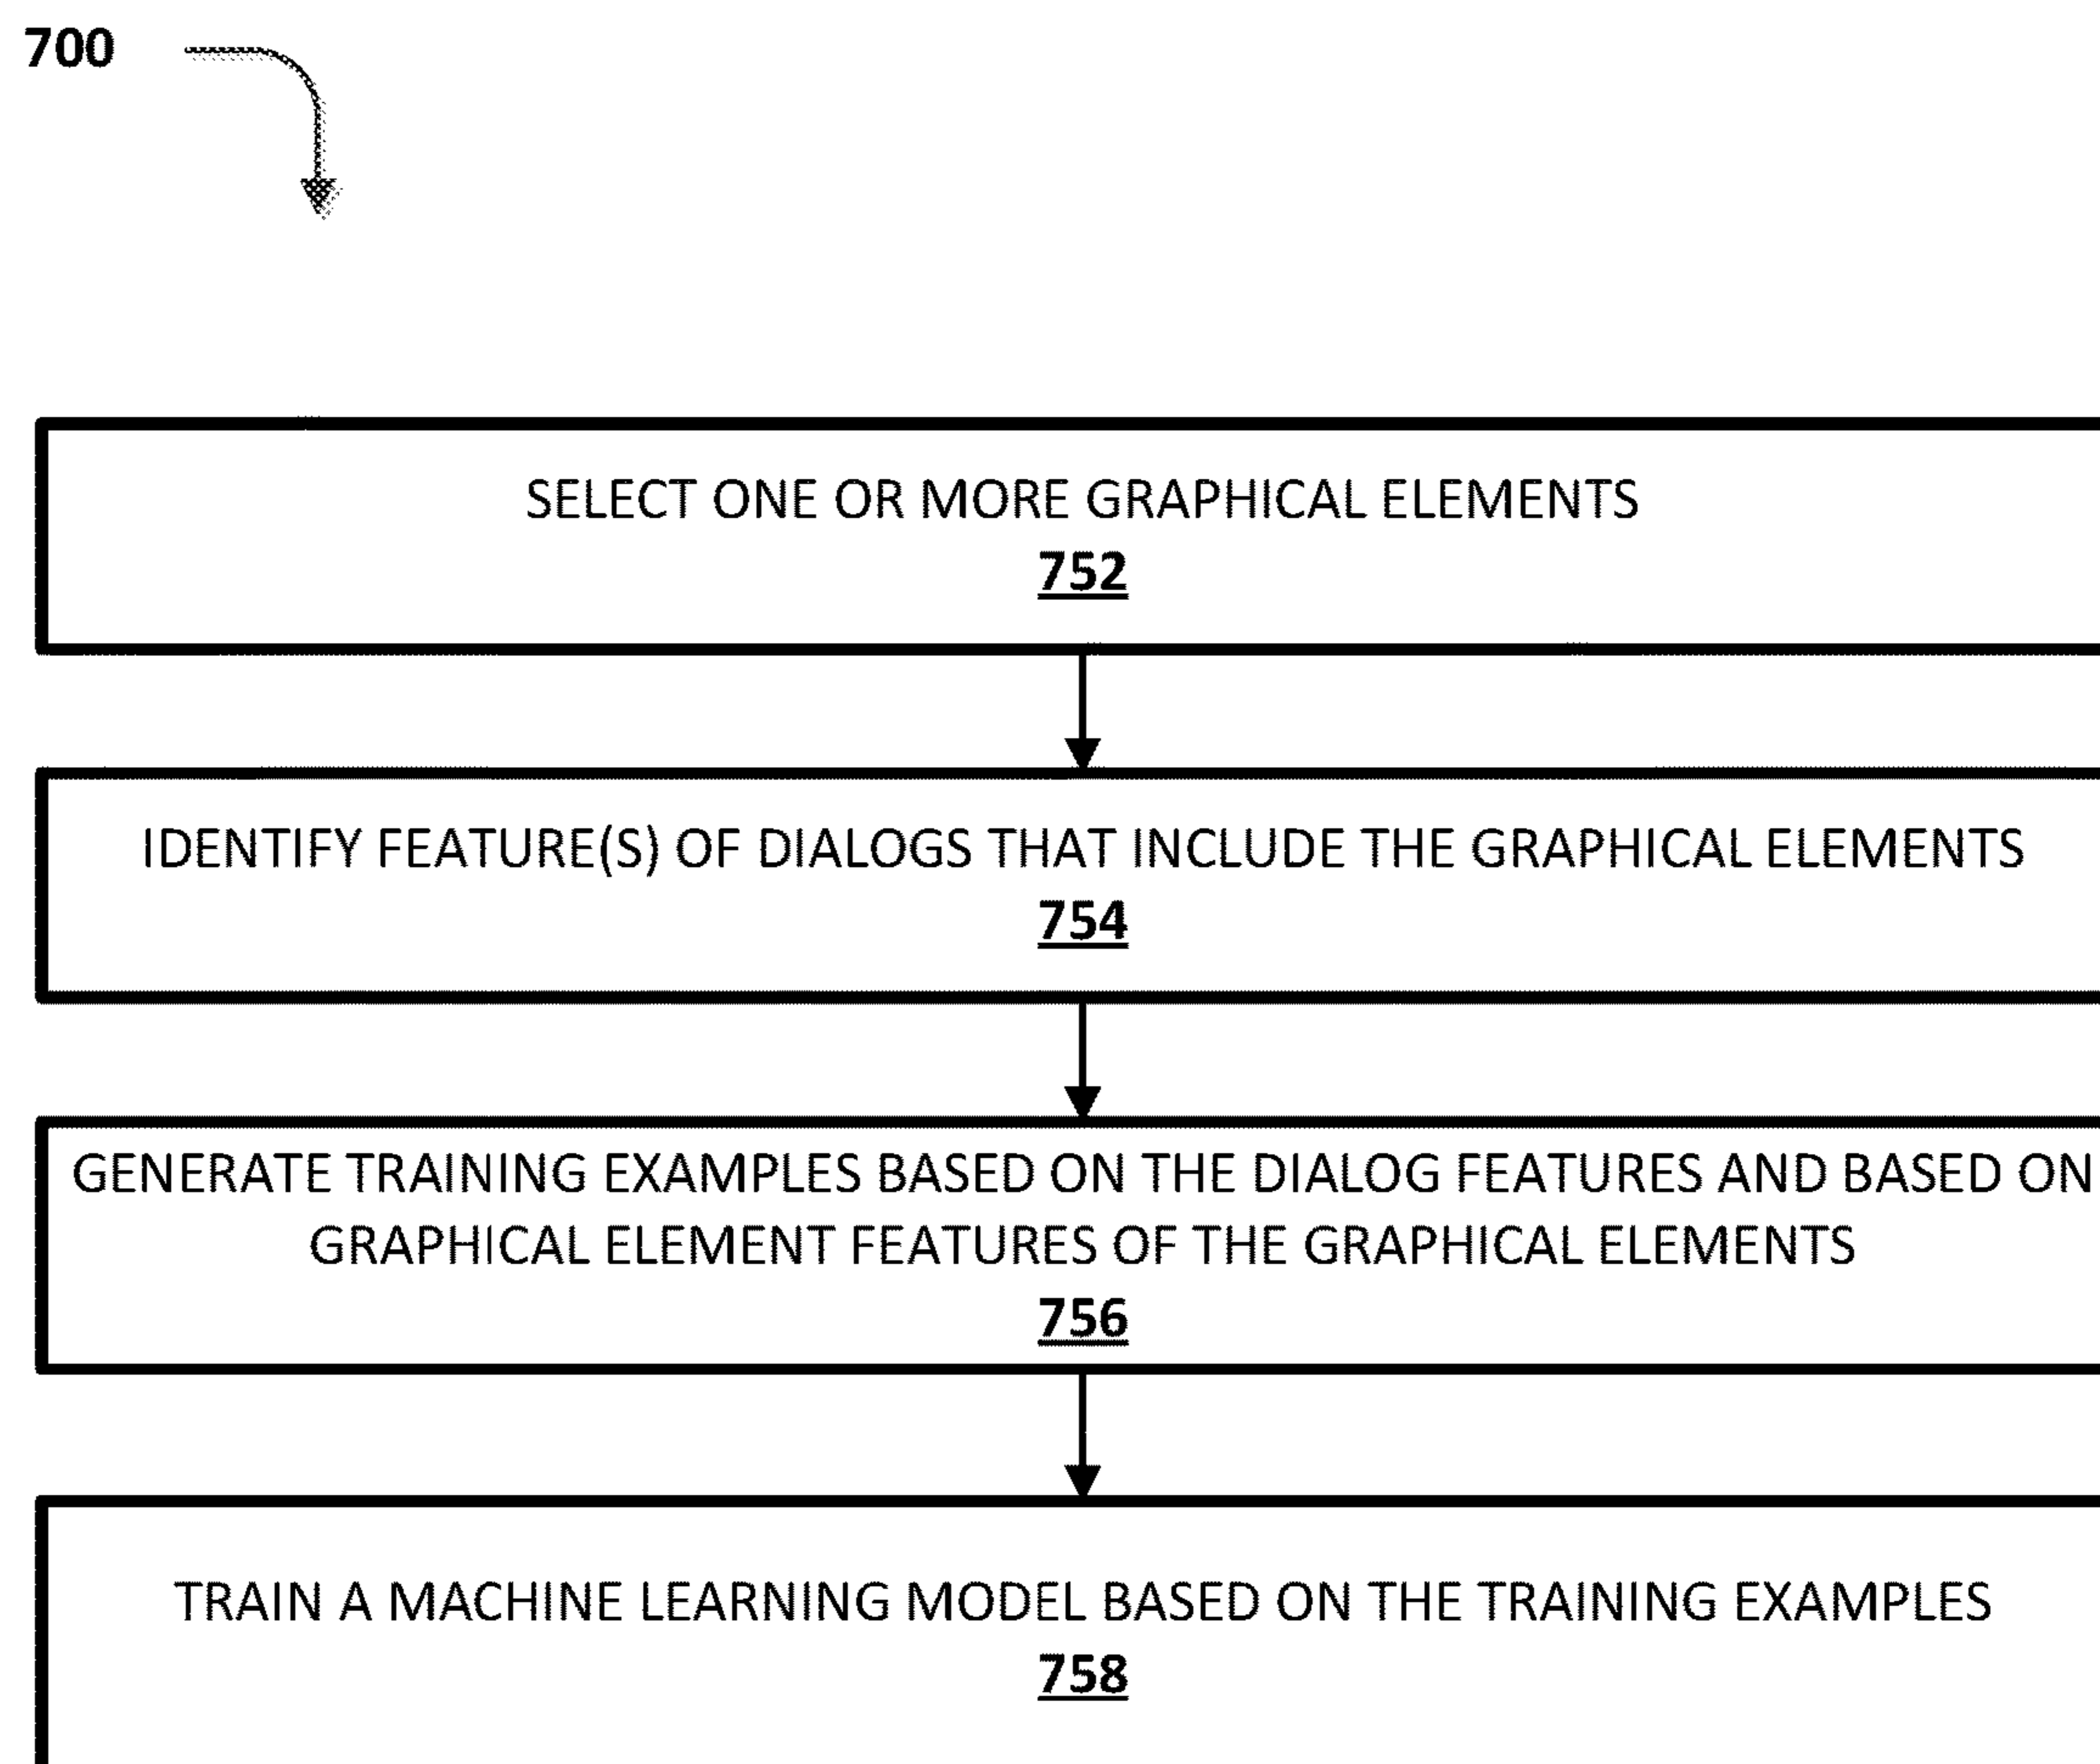 700
SELECT ONE OR MORE GRAPHICAL ELEMENTS
752
IDENTIFY FEATURE(S) OF DIALOGS THAT INCLUDE THE GRAPHICAL ELEMENTS
754
GENERATE TRAINING EXAMPLES BASED ON THE DIALOG FEATURES AND BASED ON
GRAPHICAL ELEMENT FEATURES OF THE GRAPHICAL ELEMENTS
756
TRAIN A MACHINE LEARNING MODEL BASED ON THE TRAINING EXAMPLES
758